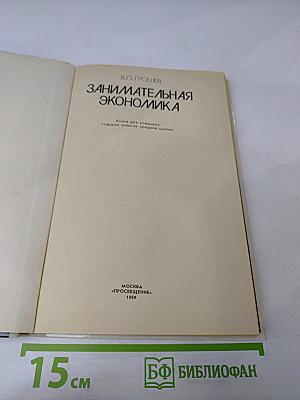 В.П. ГРОШЕВ
ЗАНИМАТЕЛЬНАЯ
ЭКОНОМИКА
Книга для учащихся
старших классов средней школы
МОСКВА
«ПРОСВЕЩЕНИЕ»
1989
15 см
БФ БИБЛИОФАН